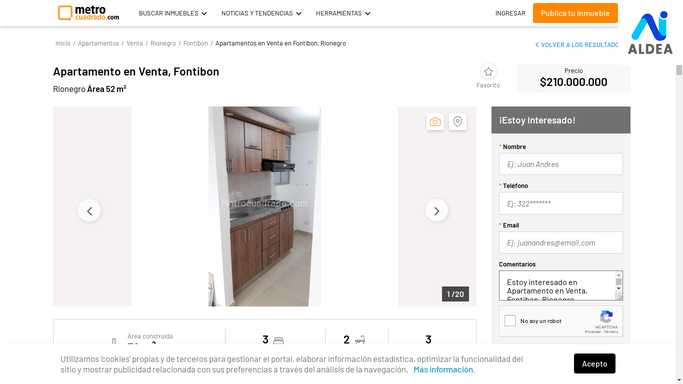 metro
cuadrado.com
BUSCAR INMUEBLES
NOTICIAS Y TENDENCIAS
HERRAMIENTAS
INGRESAR
Publica tu Inmueble
AI
ALDEA
Inicio / Apartamentos / Venta / Rionegro / Fontibon / Apartamentos en Venta en Fontibon, Rionegro
< VOLVER A LOS RESULTADO
Apartamento en Venta, Fontibon
Rionegro Área 52 m²
Favorito
Precio
$210.000.000
1 / 20
¡Estoy Interesado!
* Nombre
Ej: Juan Andres
* Teléfono
Ej: 322*******
* Email
Ej: juanandres@email.com
Comentarios
Estoy interesado en
Apartamento en Venta,
Fontibon, Rionegro
No soy un robot
reCAPTCHA
Privacidad - Términos
Área construida
3
2
3
Utilizamos 'cookies' propias y de terceros para gestionar el portal, elaborar información estadística, optimizar la funcionalidad del
sitio y mostrar publicidad relacionada con sus preferencias a través del análisis de la navegación. Más información.
Acepto